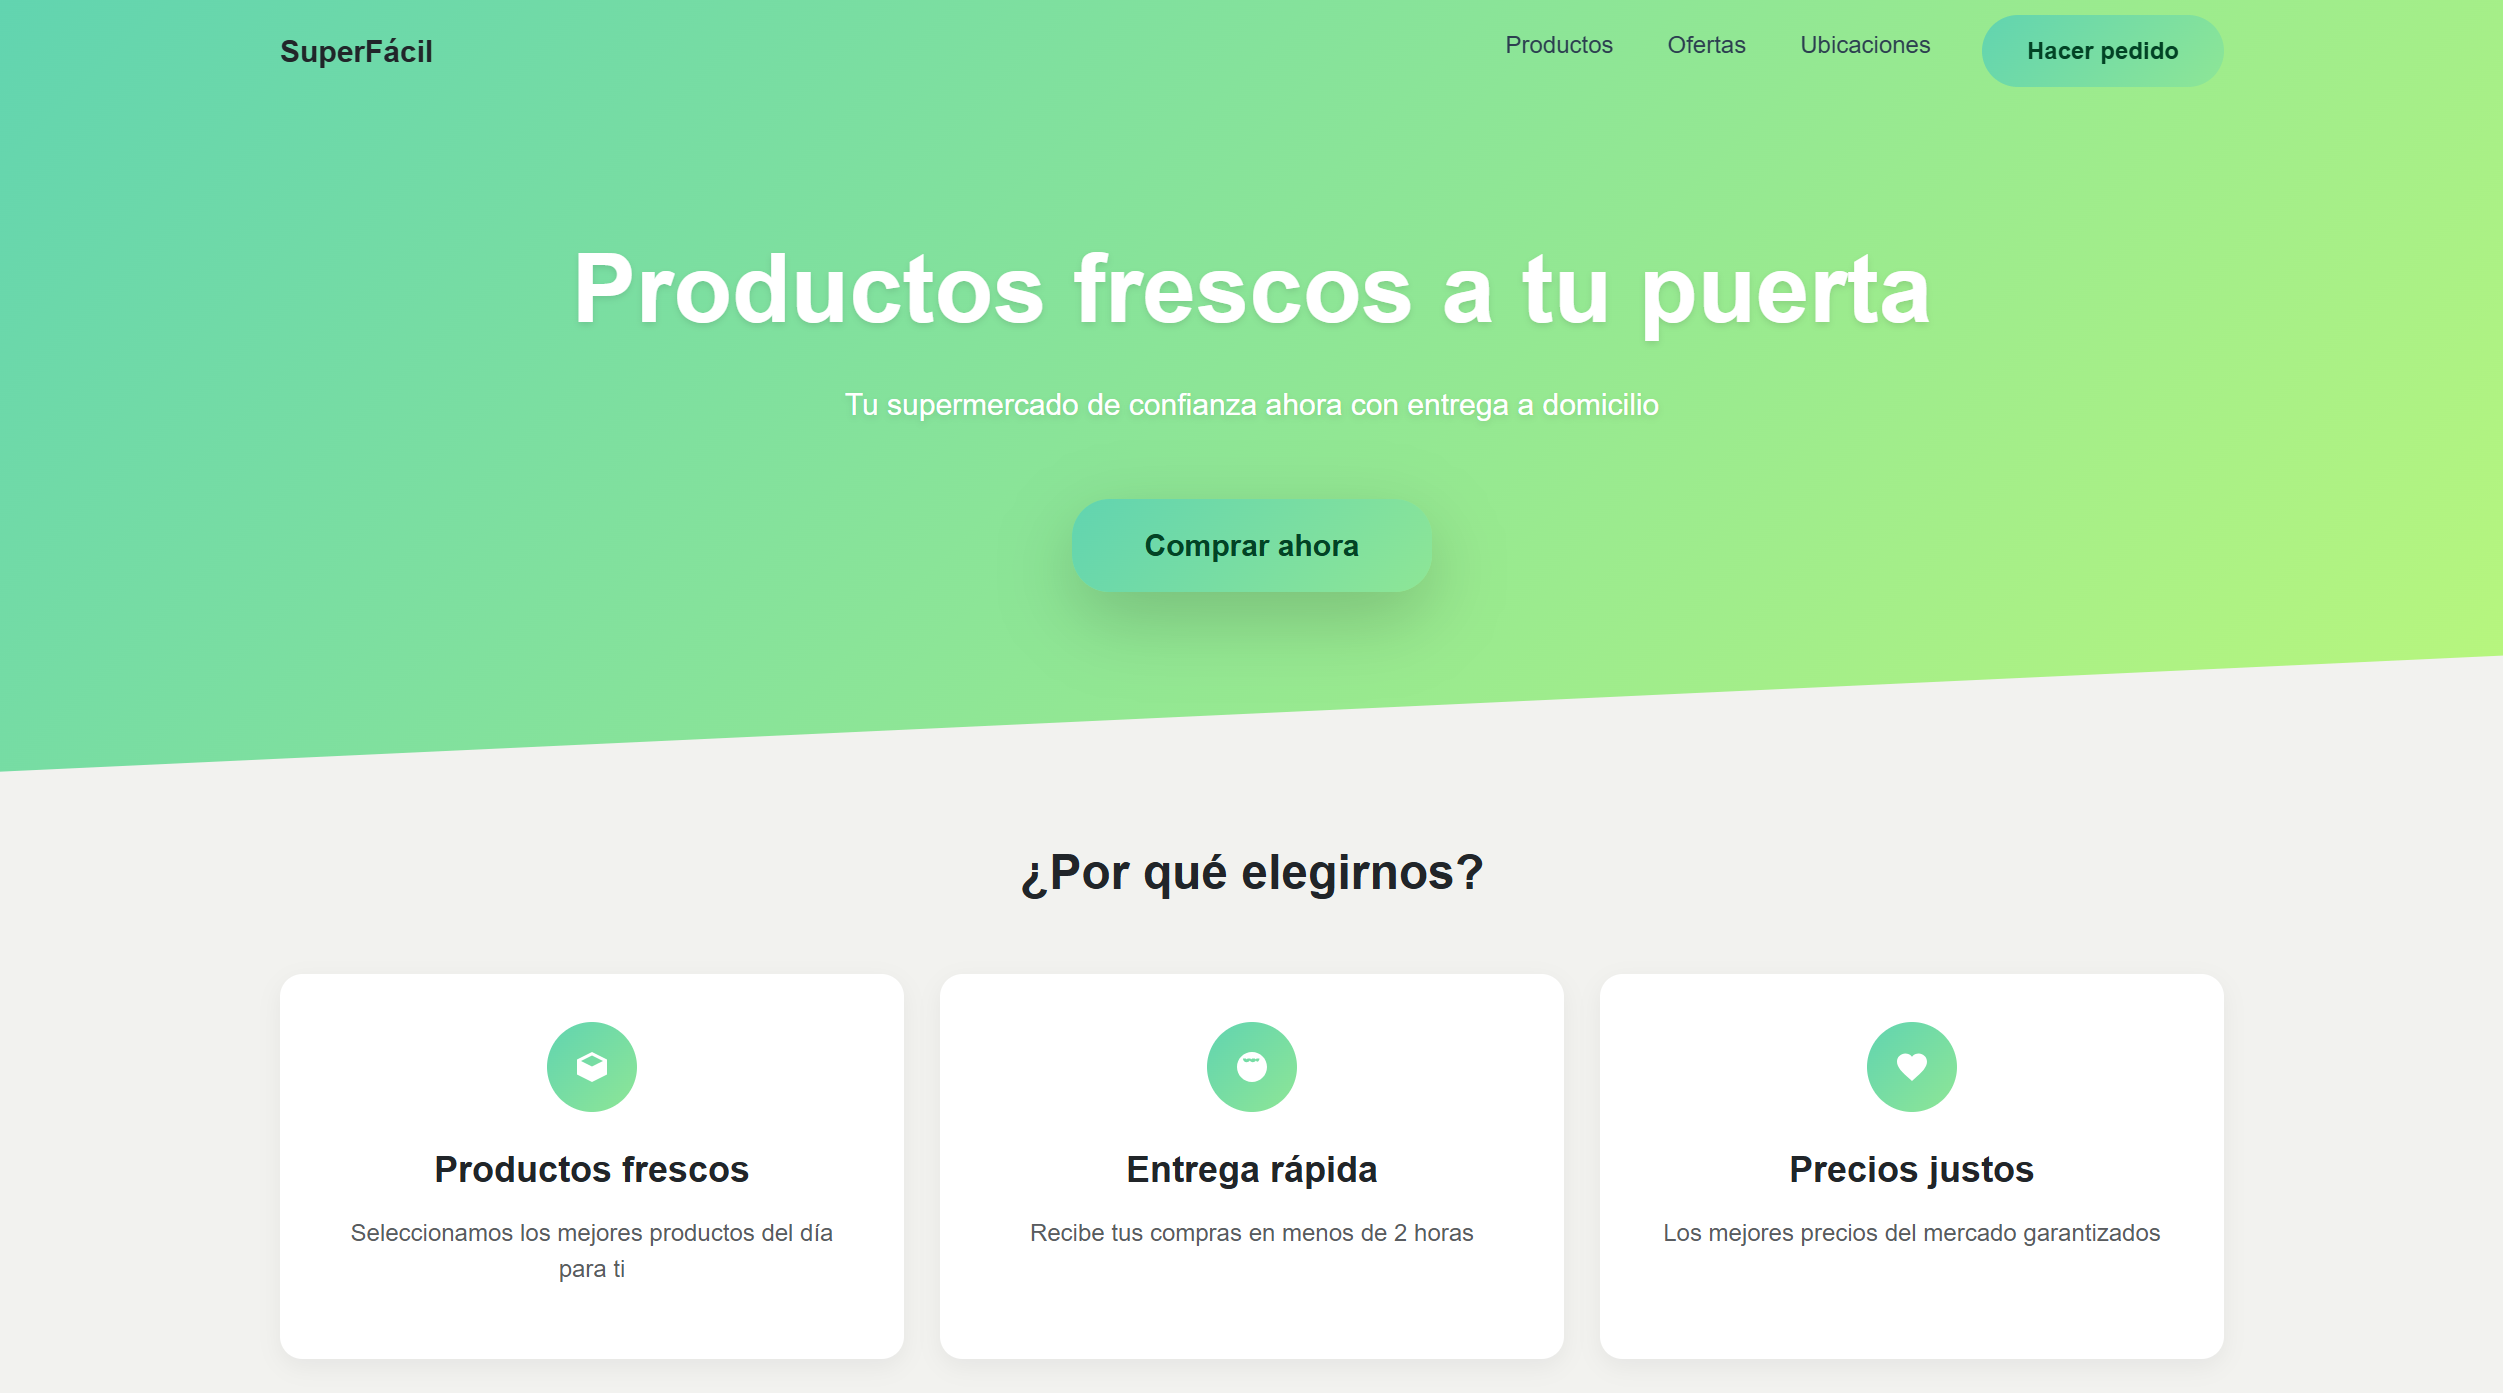 SuperFácil
Productos
Ofertas
Ubicaciones
Hacer pedido
Productos frescos a tu puerta
Tu supermercado de confianza ahora con entrega a domicilio
Comprar ahora
¿Por qué elegirnos?
Productos frescos
Seleccionamos los mejores productos del día
para ti
Entrega rápida
Recibe tus compras en menos de 2 horas
Precios justos
Los mejores precios del mercado garantizados